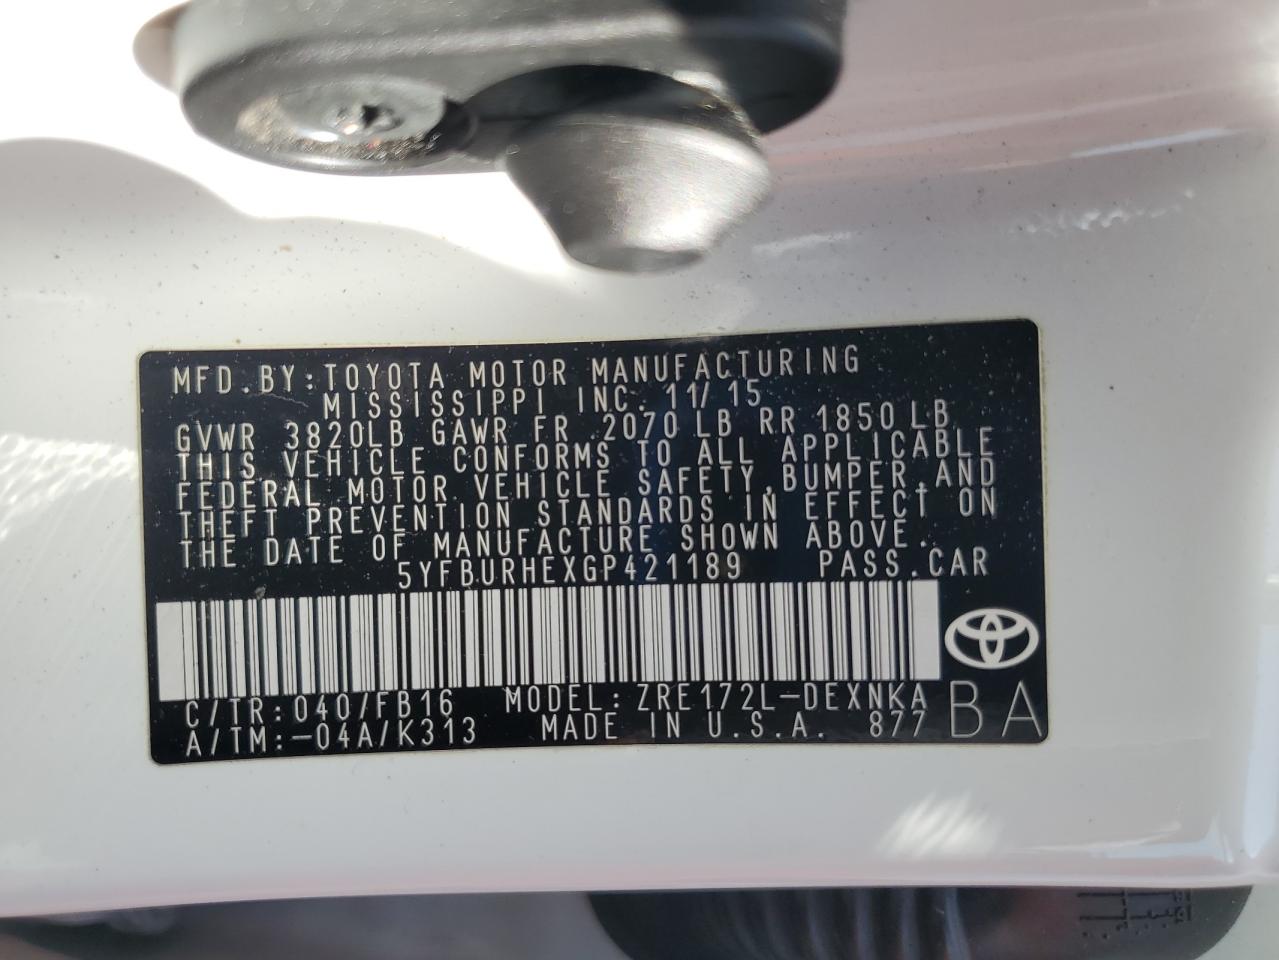 MFD.BY:TOYOTA MOTOR MANUFACTURING
MISSISSIPPI INC. 11/15
GVWR 3820LB GAWR FR 2070LB RR 1850LB
THIS VEHICLE CONFORMS TO ALL APPLICABLE
FEDERAL MOTOR VEHICLE SAFETY,BUMPER,AND
THEFT PREVENTION STANDARDS IN EFFECT ON
THE DATE OF MANUFACTURE SHOWN ABOVE.
5YFBURHEXGP421189 PASS.CAR
C/TR:040/FB16 MODEL:ZRE172L-DEXNKA
A/TM:-04A/K313 MADE IN U.S.A. 877 BA